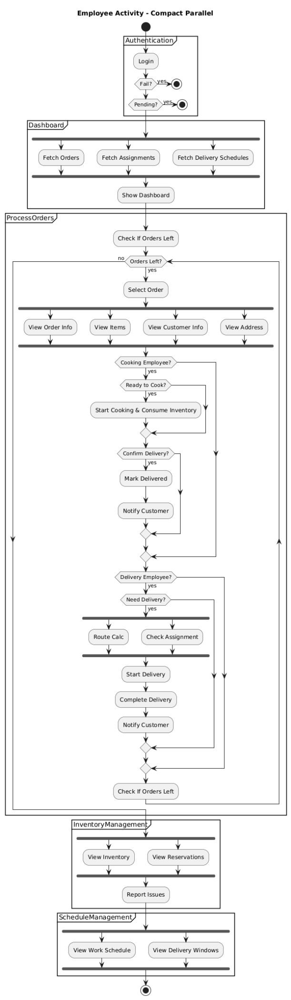 Employee Activity - Compact Parallel
Authentication
Login
Fail?
yes
Pending?
yes
Dashboard
Fetch Orders
Fetch Assignments
Fetch Delivery Schedules
Show Dashboard
ProcessOrders
Check If Orders Left
no
Orders Left?
yes
Select Order
View Order Info
View Items
View Customer Info
View Address
Cooking Employee?
yes
Ready to Cook?
yes
Start Cooking & Consume Inventory
Confirm Delivery?
yes
Mark Delivered
Notify Customer
Delivery Employee?
yes
Need Delivery?
yes
Route Calc
Check Assignment
Start Delivery
Complete Delivery
Notify Customer
Check If Orders Left
InventoryManagement
View Inventory
View Reservations
Report Issues
ScheduleManagement
View Work Schedule
View Delivery Windows